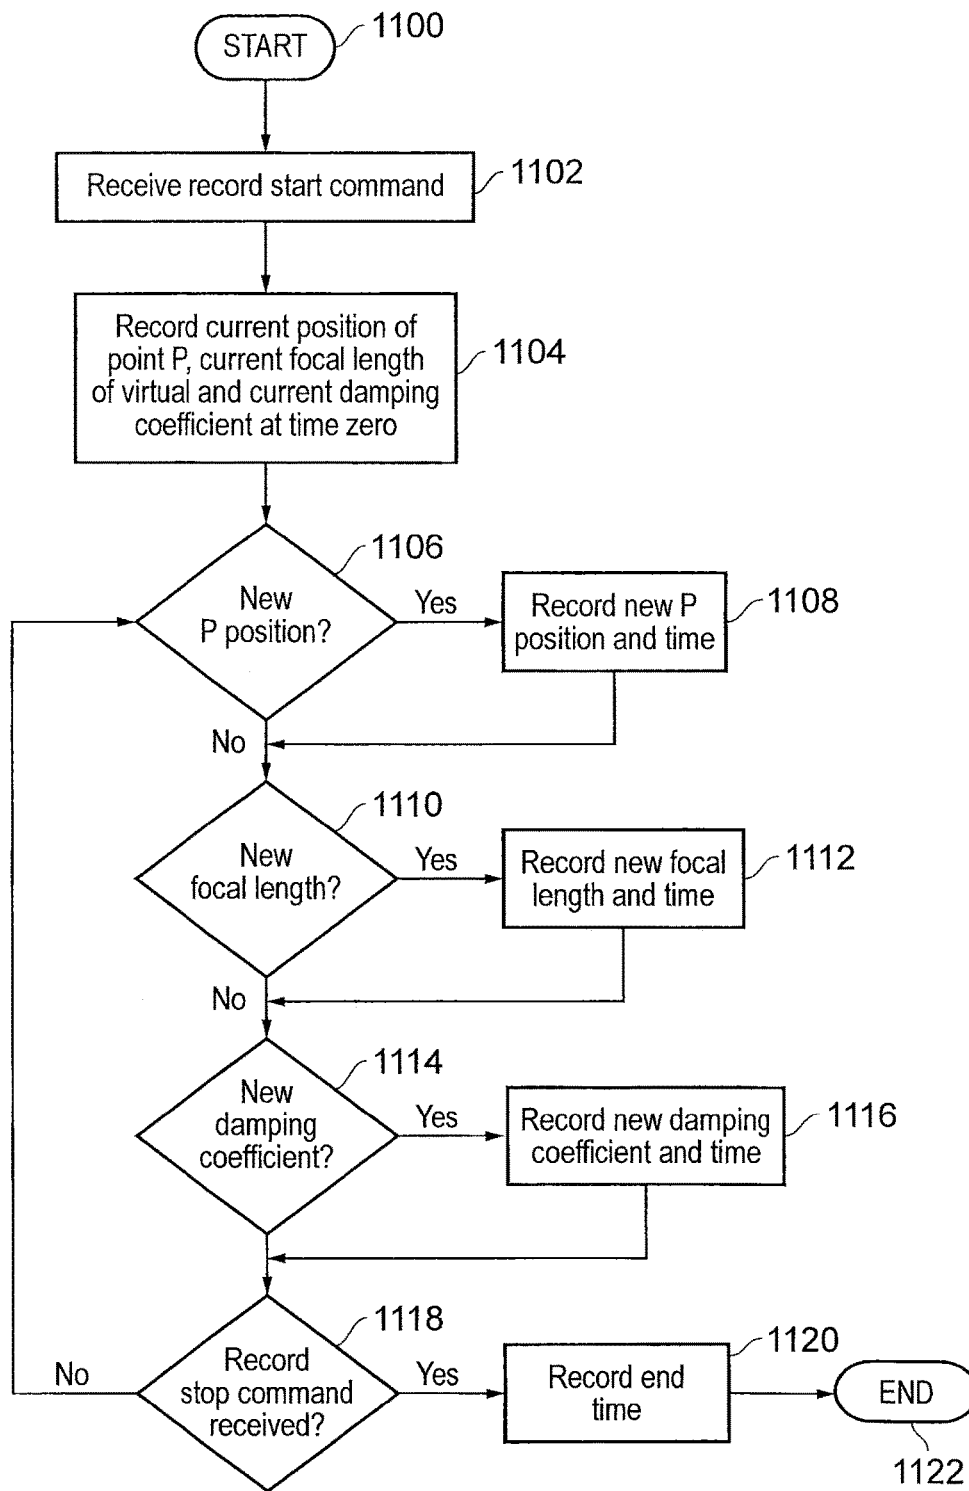 START
1100
Receive record start command
1102
Record current position of
point P, current focal length
of virtual and current damping
coefficient at time zero
1104
New
P position?
1106
Yes
Record new P
position and time
1108
No
New
focal length?
1110
Yes
Record new focal
length and time
1112
No
New
damping
coefficient?
1114
Yes
Record new damping
coefficient and time
1116
Record
stop command
received?
1118
No
Yes
Record end
time
1120
END
1122